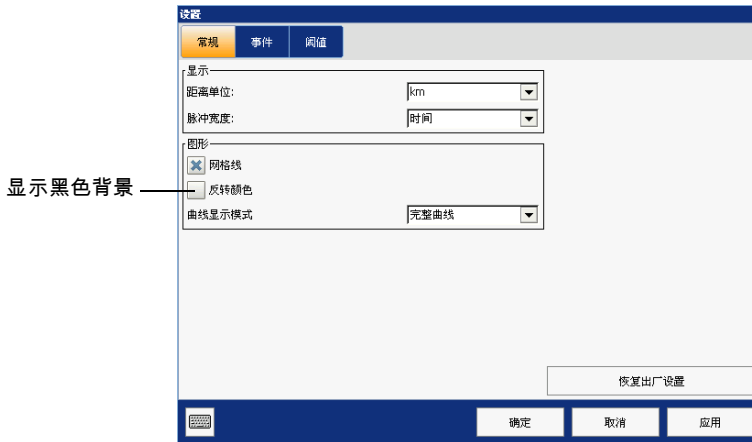 设置
常规 事件 阈值
显示
距离单位: km
脉冲宽度: 时间
图形
网格线
显示黑色背景 反转颜色
曲线显示模式 完整曲线
恢复出厂设置
确定 取消 应用